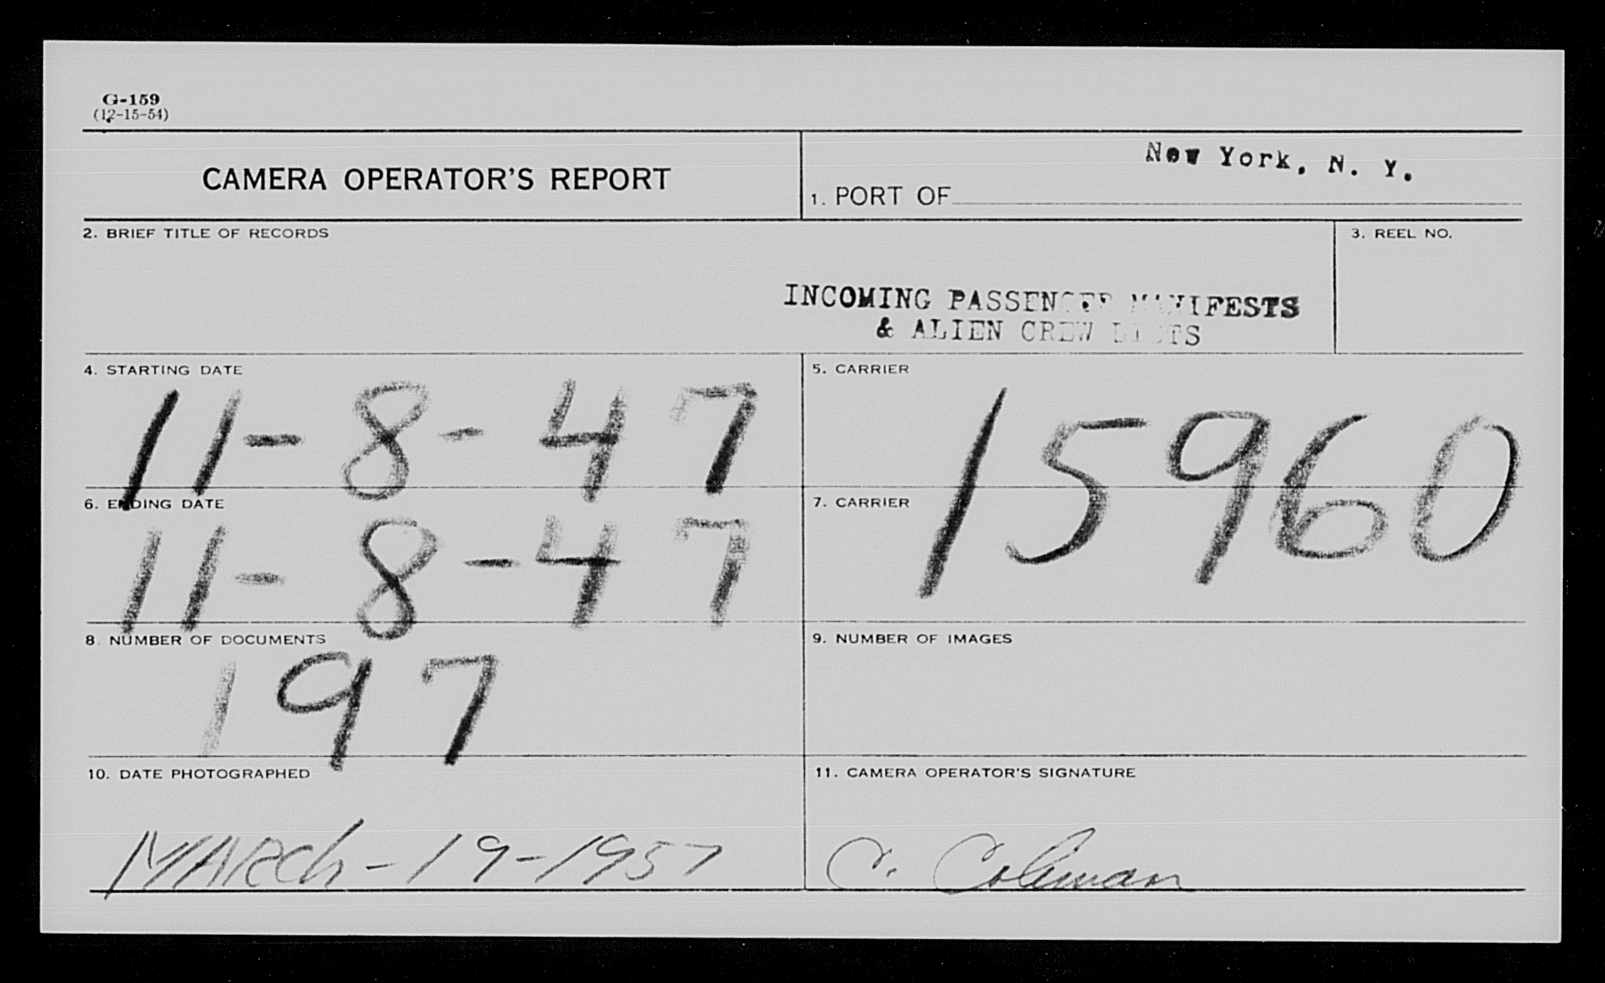 G-159
(12-15-54)
CAMERA OPERATOR'S REPORT
New York, N. Y.
1. PORT OF
2. BRIEF TITLE OF RECORDS
3. REEL NO.
INCOMING PASSENGER MANIFESTS
& ALIEN CREW LISTS
4. STARTING DATE
11-8-47
5. CARRIER
15960
6. ENDING DATE
11-8-47
7. CARRIER
8. NUMBER OF DOCUMENTS
197
9. NUMBER OF IMAGES
10. DATE PHOTOGRAPHED
MARCh-19-1957
11. CAMERA OPERATOR'S SIGNATURE
C. Coleman